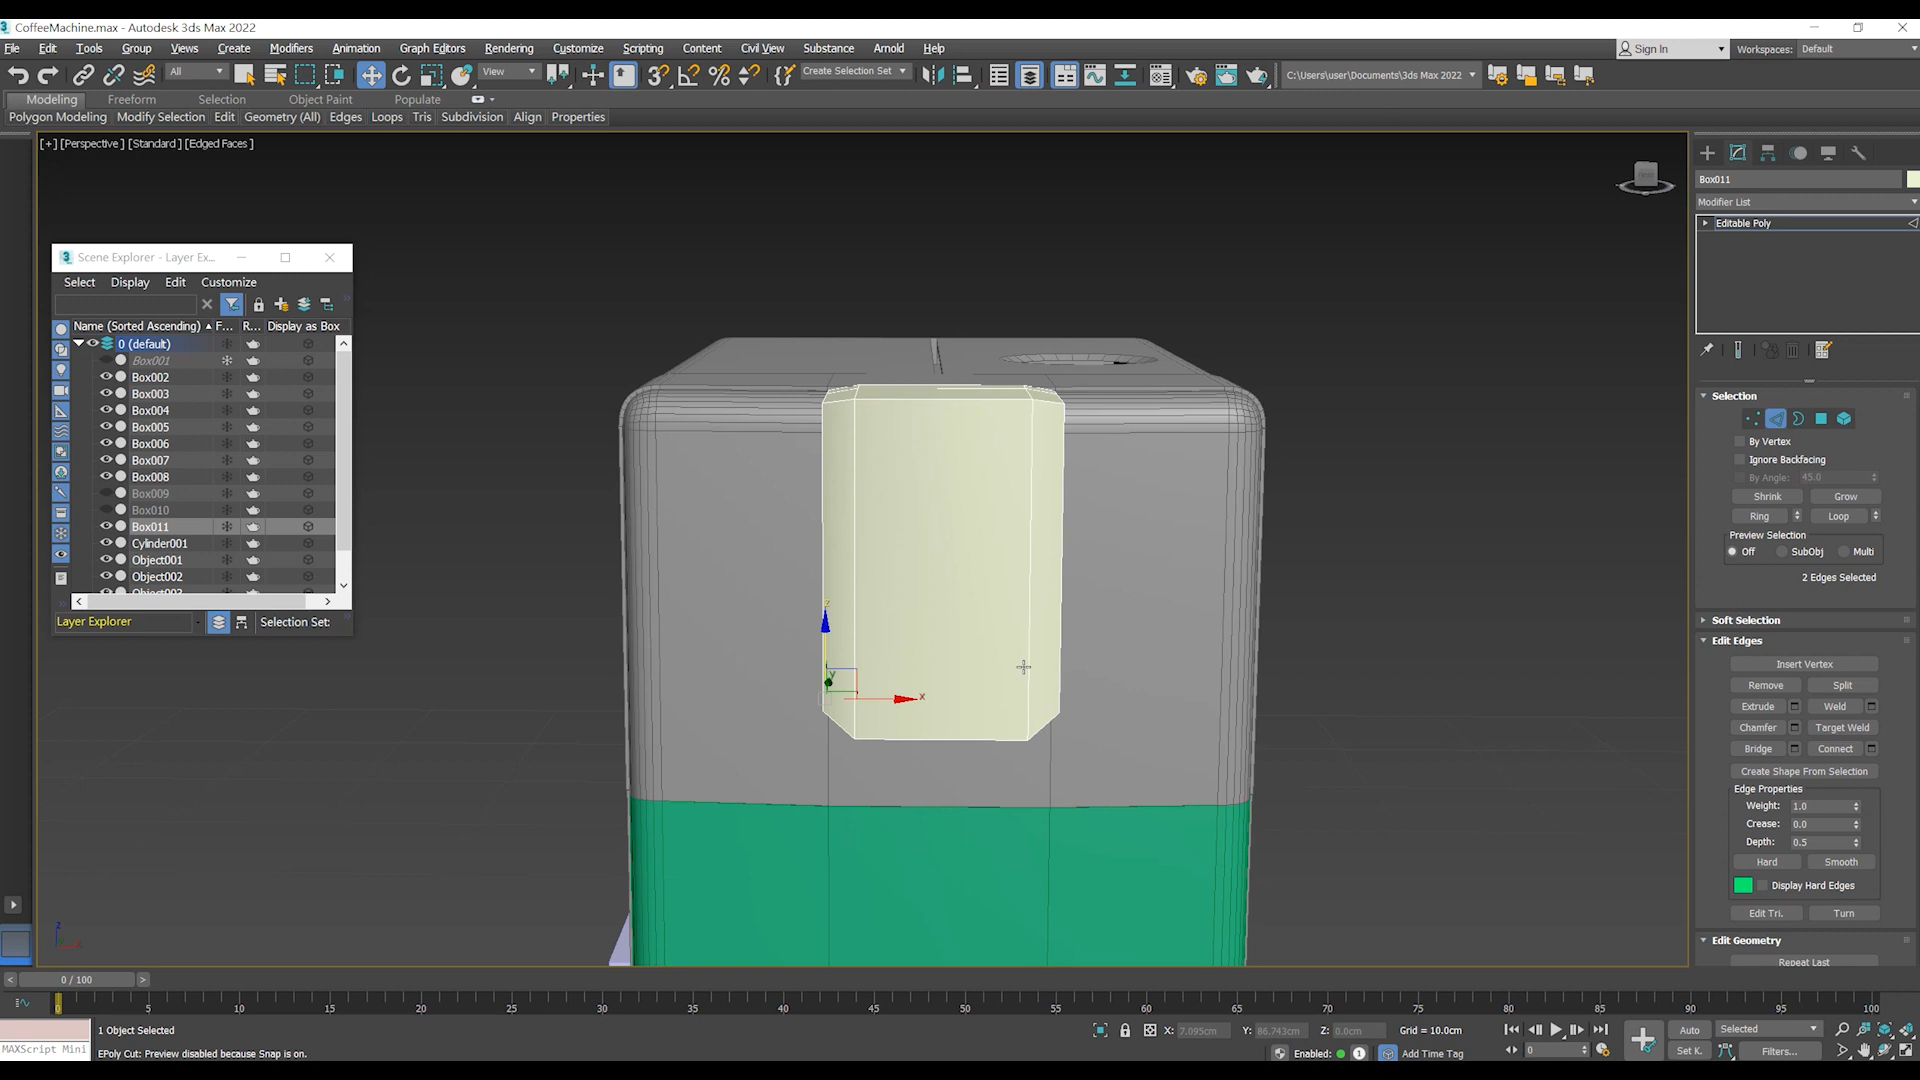 CoffeeMachine.max - Autodesk 3ds Max 2022
File Edit Tools Group Views Create Modifiers Animation Graph Editors Rendering Customize Scripting Content Civil View Substance Arnold Help
Sign In Workspaces: Default
All View Create Selection Set C:\Users\user\Documents\3ds Max 2022
Modeling Freeform Selection Object Paint Populate
Polygon Modeling Modify Selection Edit Geometry (All) Edges Loops Tris Subdivision Align Properties
[+] [Perspective ] [Standard ] [Edged Faces ]
Scene Explorer - Layer Ex...
Select Display Edit Customize
Name (Sorted Ascending) F... R... Display as Box
0 (default)
Box001
Box002
Box003
Box004
Box005
Box006
Box007
Box008
Box009
Box010
Box011
Cylinder001
Object001
Object002
Object003
Layer Explorer Selection Set:
z
y
x
Box011
Modifier List
Editable Poly
Selection
By Vertex
Ignore Backfacing
By Angle: 45.0
Shrink Grow
Ring Loop
Preview Selection
Off SubObj Multi
2 Edges Selected
Soft Selection
Edit Edges
Insert Vertex
Remove Split
Extrude Weld
Chamfer Target Weld
Bridge Connect
Create Shape From Selection
Edge Properties
Weight: 1.0
Crease: 0.0
Depth: 0.5
Hard Smooth
Display Hard Edges
Edit Tri. Turn
Edit Geometry
Repeat Last
0 / 100
0 5 10 15 20 25 30 35 40 45 50 55 60 65 70 75 80 85 90 95 100
1 Object Selected X: 7.095cm Y: 86.743cm Z: 0.0cm Grid = 10.0cm Auto Selected
MAXScript Mini EPoly Cut: Preview disabled because Snap is on. Enabled: 1 Add Time Tag 0 Set K. Filters...